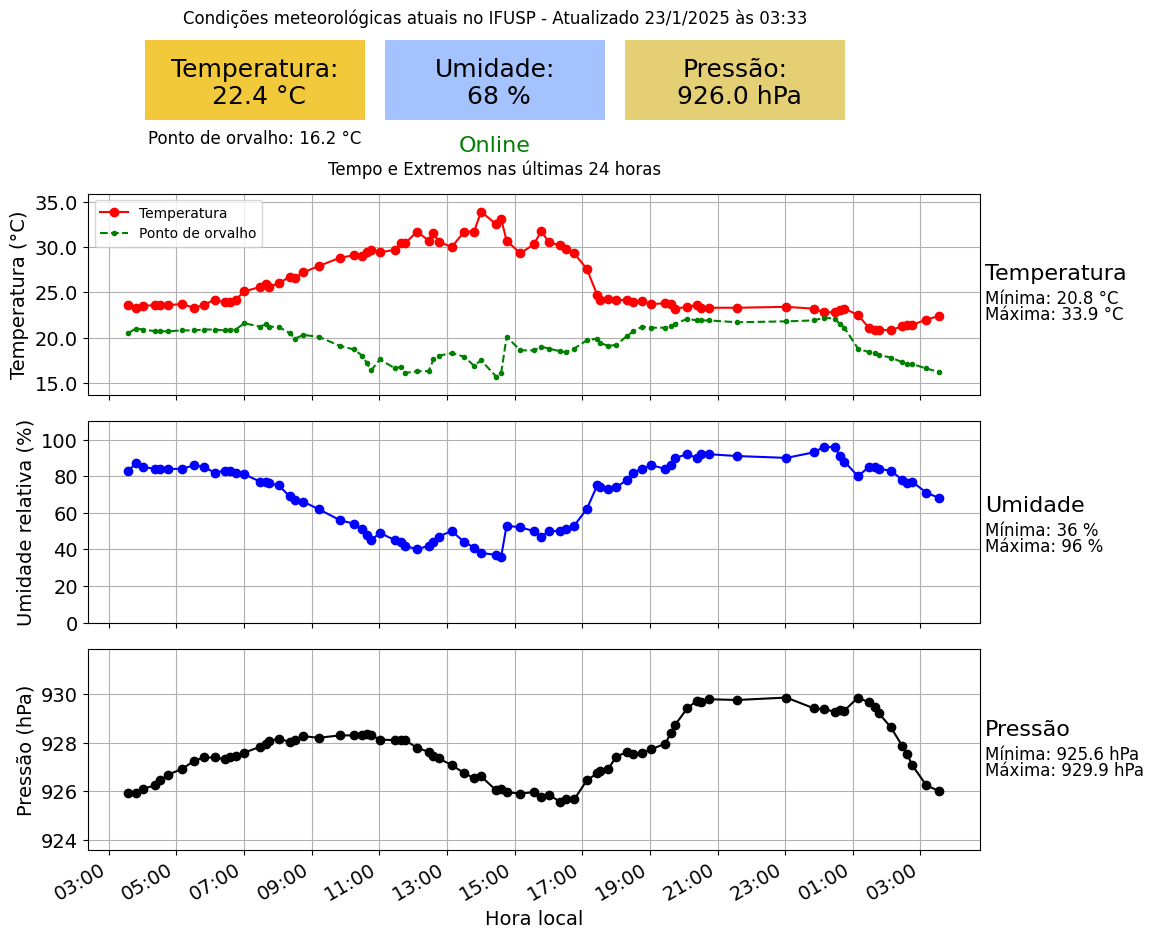 Condições meteorológicas atuais no IFUSP - Atualizado 23/1/2025 às 03:33
Temperatura:
22.4 °C
Umidade:
68 %
Pressão:
926.0 hPa
Ponto de orvalho: 16.2 °C
Online
Tempo e Extremos nas últimas 24 horas
Temperatura (°C)
35.0
30.0
25.0
20.0
15.0
Temperatura
Ponto de orvalho
Temperatura
Mínima: 20.8 °C
Máxima: 33.9 °C
Umidade relativa (%)
100
80
60
40
20
0
Umidade
Mínima: 36 %
Máxima: 96 %
Pressão (hPa)
930
928
926
924
Pressão
Mínima: 925.6 hPa
Máxima: 929.9 hPa
03:00
05:00
07:00
09:00
11:00
13:00
15:00
17:00
19:00
21:00
23:00
01:00
03:00
Hora local